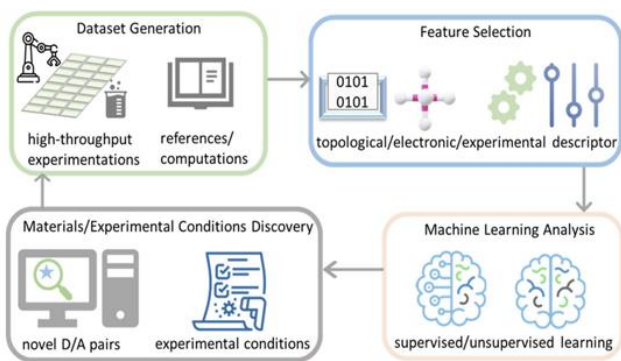 Dataset Generation
high-throughput
experimentations
references/
computations
Feature Selection
0101
0101
topological/electronic/experimental descriptor
Materials/Experimental Conditions Discovery
novel D/A pairs
experimental conditions
Machine Learning Analysis
supervised/unsupervised learning